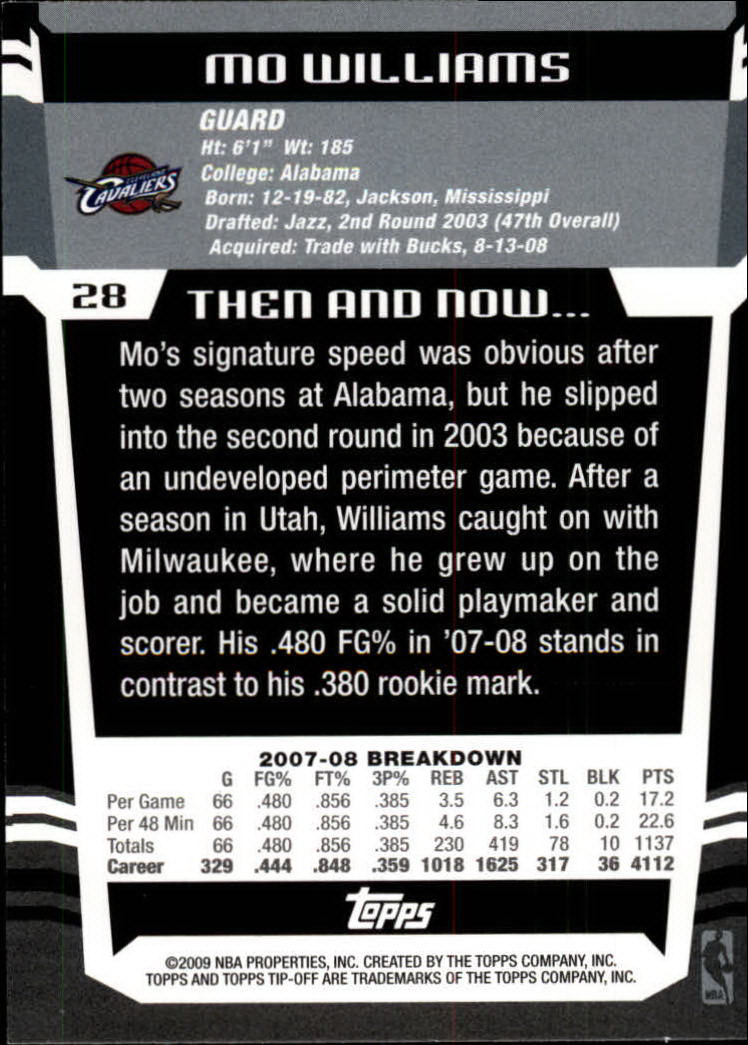 MO WILLIAMS
GUARD
Ht: 6'1" Wt: 185
College: Alabama
Born: 12-19-82, Jackson, Mississippi
Drafted: Jazz, 2nd Round 2003 (47th Overall)
Acquired: Trade with Bucks, 8-13-08
CLEVELAND
CAVALIERS
28
THEN AND NOW...
Mo's signature speed was obvious after
two seasons at Alabama, but he slipped
into the second round in 2003 because of
an undeveloped perimeter game. After a
season in Utah, Williams caught on with
Milwaukee, where he grew up on the
job and became a solid playmaker and
scorer. His .480 FG% in '07-08 stands in
contrast to his .380 rookie mark.
2007-08 BREAKDOWN
G FG% FT% 3P% REB AST STL BLK PTS
Per Game 66 .480 .856 .385 3.5 6.3 1.2 0.2 17.2
Per 48 Min 66 .480 .856 .385 4.6 8.3 1.6 0.2 22.6
Totals 66 .480 .856 .385 230 419 78 10 1137
Career 329 .444 .848 .359 1018 1625 317 36 4112
Topps
©2009 NBA PROPERTIES, INC. CREATED BY THE TOPPS COMPANY, INC.
TOPPS AND TOPPS TIP-OFF ARE TRADEMARKS OF THE TOPPS COMPANY, INC.
NBA